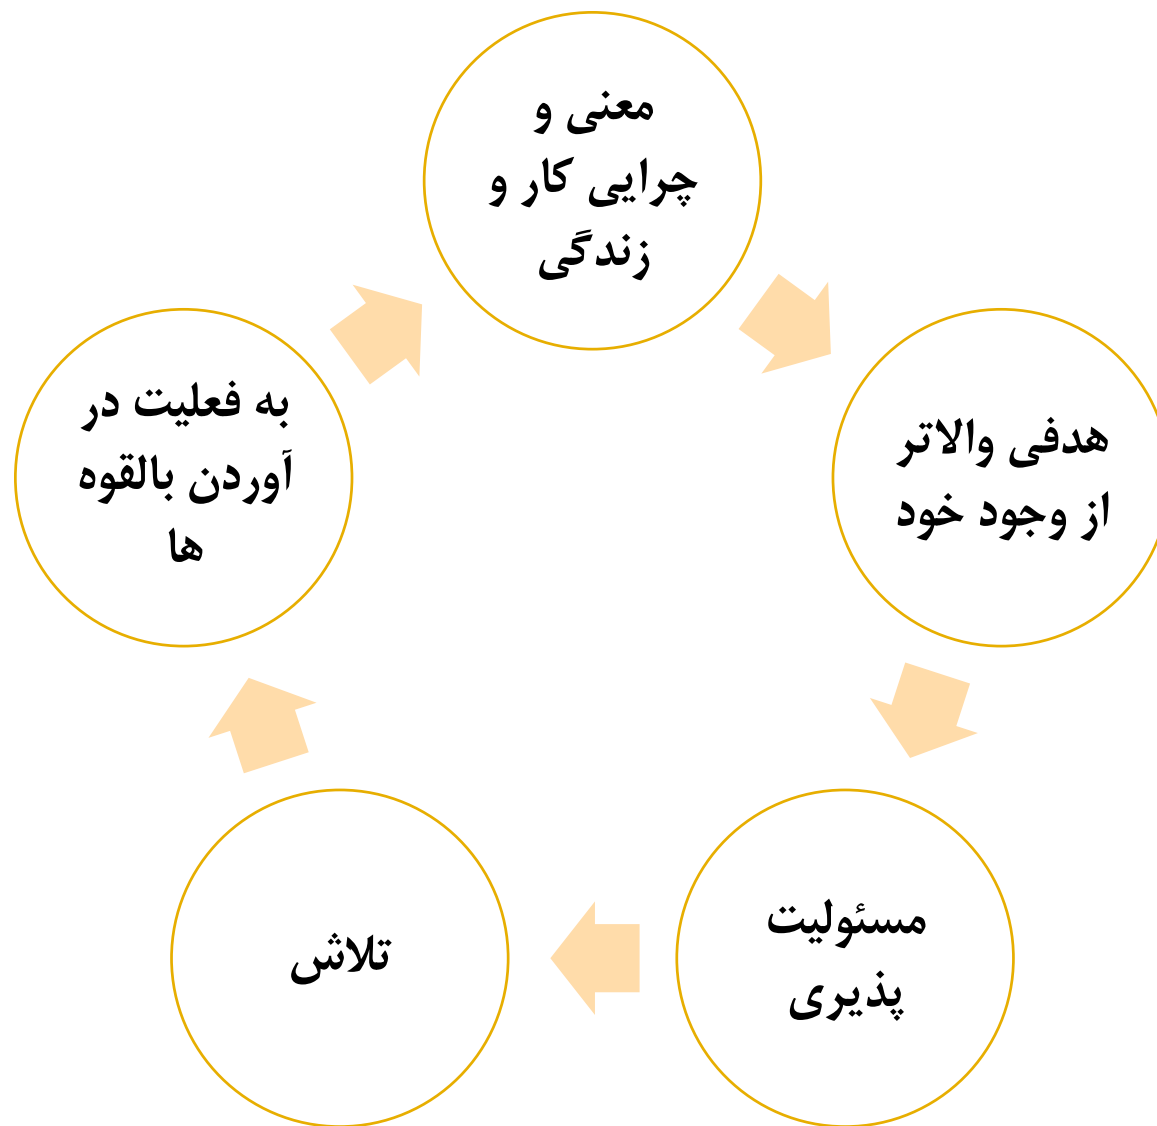 معنی و
چرایی کار و
زندگی
هدفی والاتر
از وجود خود
مسئولیت
پذیری
تلاش
به فعلیت در
آوردن بالقوه
ها